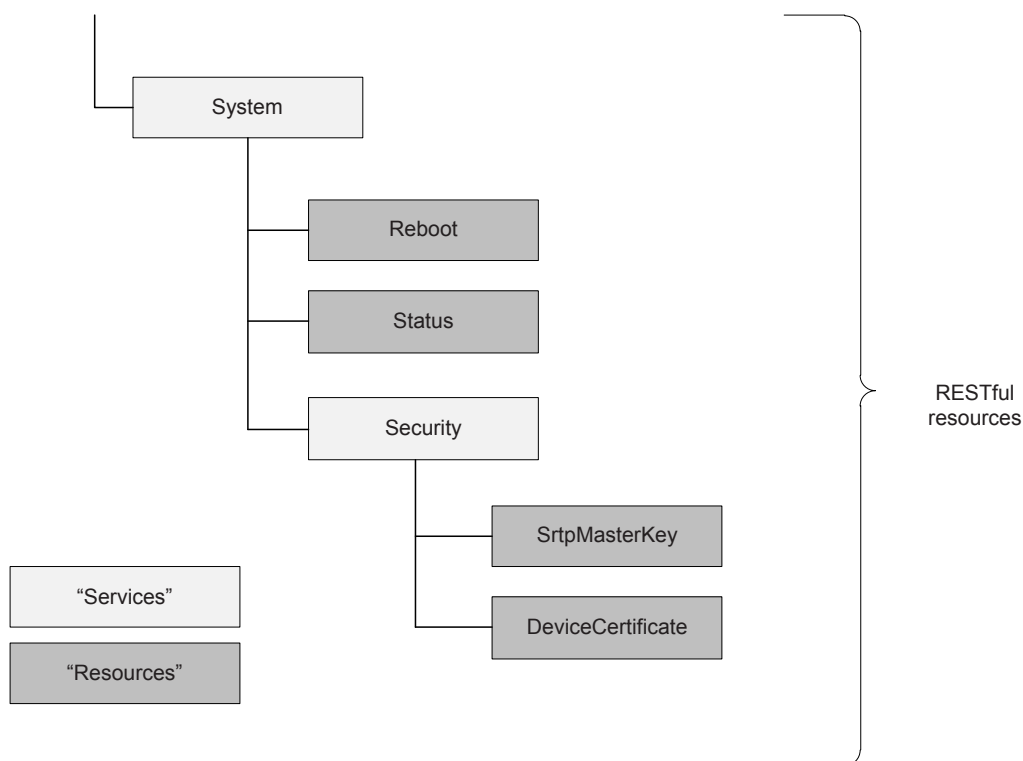 System
Reboot
Status
RESTful
resources
Security
SrtpMasterKey
“Services”
DeviceCertificate
“Resources”